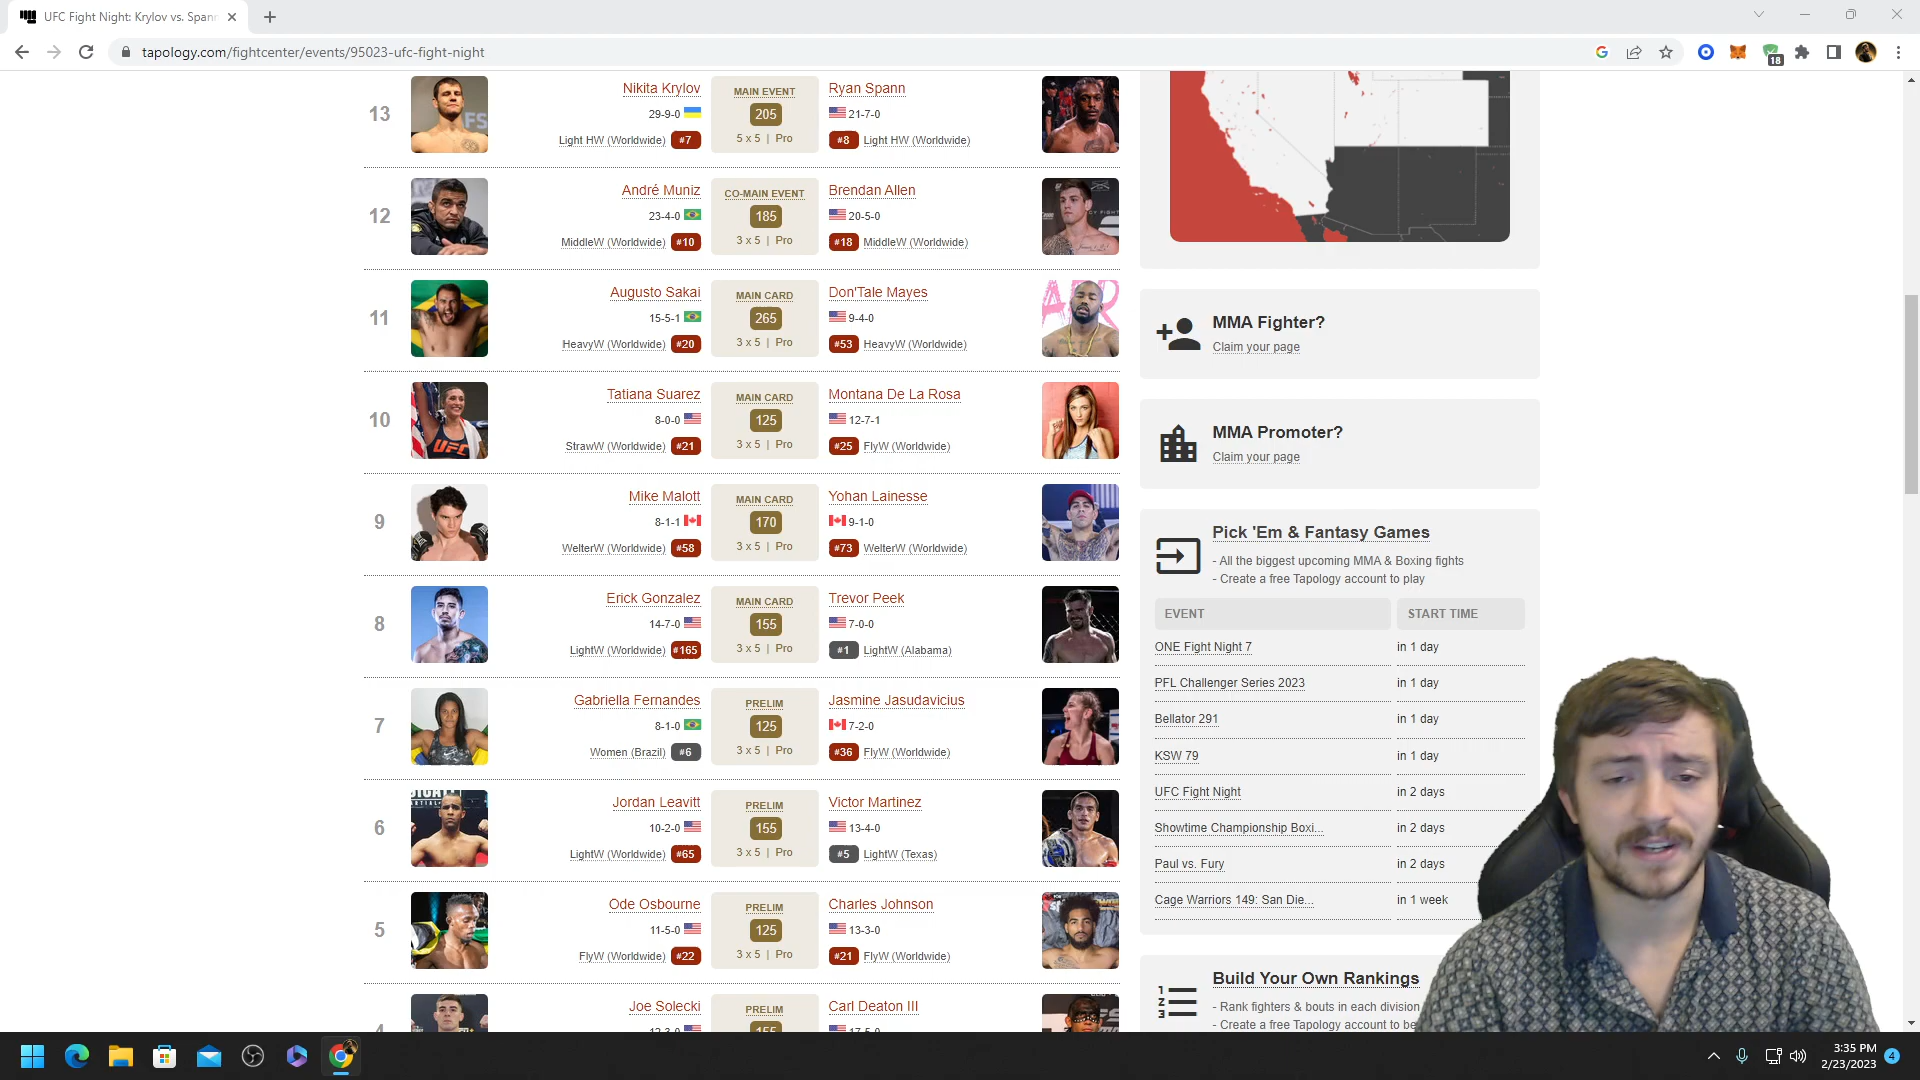 UFC Fight Night: Krylov vs. Spann
tapology.com/fightcenter/events/95023-ufc-fight-night
18
13
Nikita Krylov
29-9-0
Light HW (Worldwide) #7
MAIN EVENT
205
5 x 5 | Pro
Ryan Spann
21-7-0
#8 Light HW (Worldwide)
12
André Muniz
23-4-0
MiddleW (Worldwide) #10
CO-MAIN EVENT
185
3 x 5 | Pro
Brendan Allen
20-5-0
#18 MiddleW (Worldwide)
11
Augusto Sakai
15-5-1
HeavyW (Worldwide) #20
MAIN CARD
265
3 x 5 | Pro
Don'Tale Mayes
9-4-0
#53 HeavyW (Worldwide)
10
UFC
Tatiana Suarez
8-0-0
StrawW (Worldwide) #21
MAIN CARD
125
3 x 5 | Pro
Montana De La Rosa
12-7-1
#25 FlyW (Worldwide)
9
Mike Malott
8-1-1
WelterW (Worldwide) #58
MAIN CARD
170
3 x 5 | Pro
Yohan Lainesse
9-1-0
#73 WelterW (Worldwide)
8
Erick Gonzalez
14-7-0
LightW (Worldwide) #165
MAIN CARD
155
3 x 5 | Pro
Trevor Peek
7-0-0
#1 LightW (Alabama)
7
Gabriella Fernandes
8-1-0
Women (Brazil) #6
PRELIM
125
3 x 5 | Pro
Jasmine Jasudavicius
7-2-0
#36 FlyW (Worldwide)
6
Jordan Leavitt
10-2-0
LightW (Worldwide) #65
PRELIM
155
3 x 5 | Pro
Victor Martinez
13-4-0
#5 LightW (Texas)
5
Ode Osbourne
11-5-0
FlyW (Worldwide) #22
PRELIM
125
3 x 5 | Pro
Charles Johnson
13-3-0
#21 FlyW (Worldwide)
Joe Solecki
PRELIM
Carl Deaton III
MMA Fighter?
Claim your page
MMA Promoter?
Claim your page
Pick 'Em & Fantasy Games
- All the biggest upcoming MMA & Boxing fights
- Create a free Tapology account to play
EVENT START TIME
ONE Fight Night 7 in 1 day
PFL Challenger Series 2023 in 1 day
Bellator 291 in 1 day
KSW 79 in 1 day
UFC Fight Night in 2 days
Showtime Championship Boxi... in 2 days
Paul vs. Fury in 2 days
Cage Warriors 149: San Die... in 1 week
Build Your Own Rankings
1
2
3
- Rank fighters & bouts in each division
- Create a free Tapology account to be
3:35 PM
2/23/2023
4